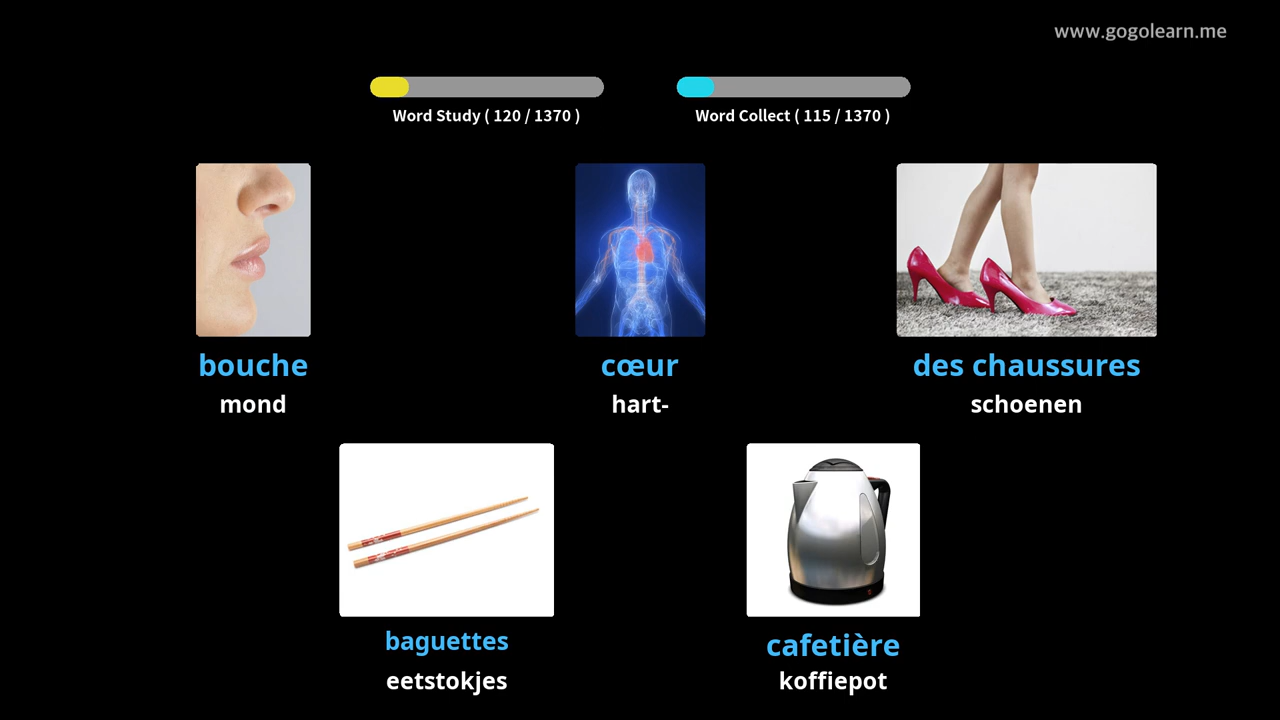 www.gogolearn.me
Word Study ( 120 / 1370 )
Word Collect ( 115 / 1370 )
bouche
mond
cœur
hart-
des chaussures
schoenen
baguettes
eetstokjes
cafetière
koffiepot